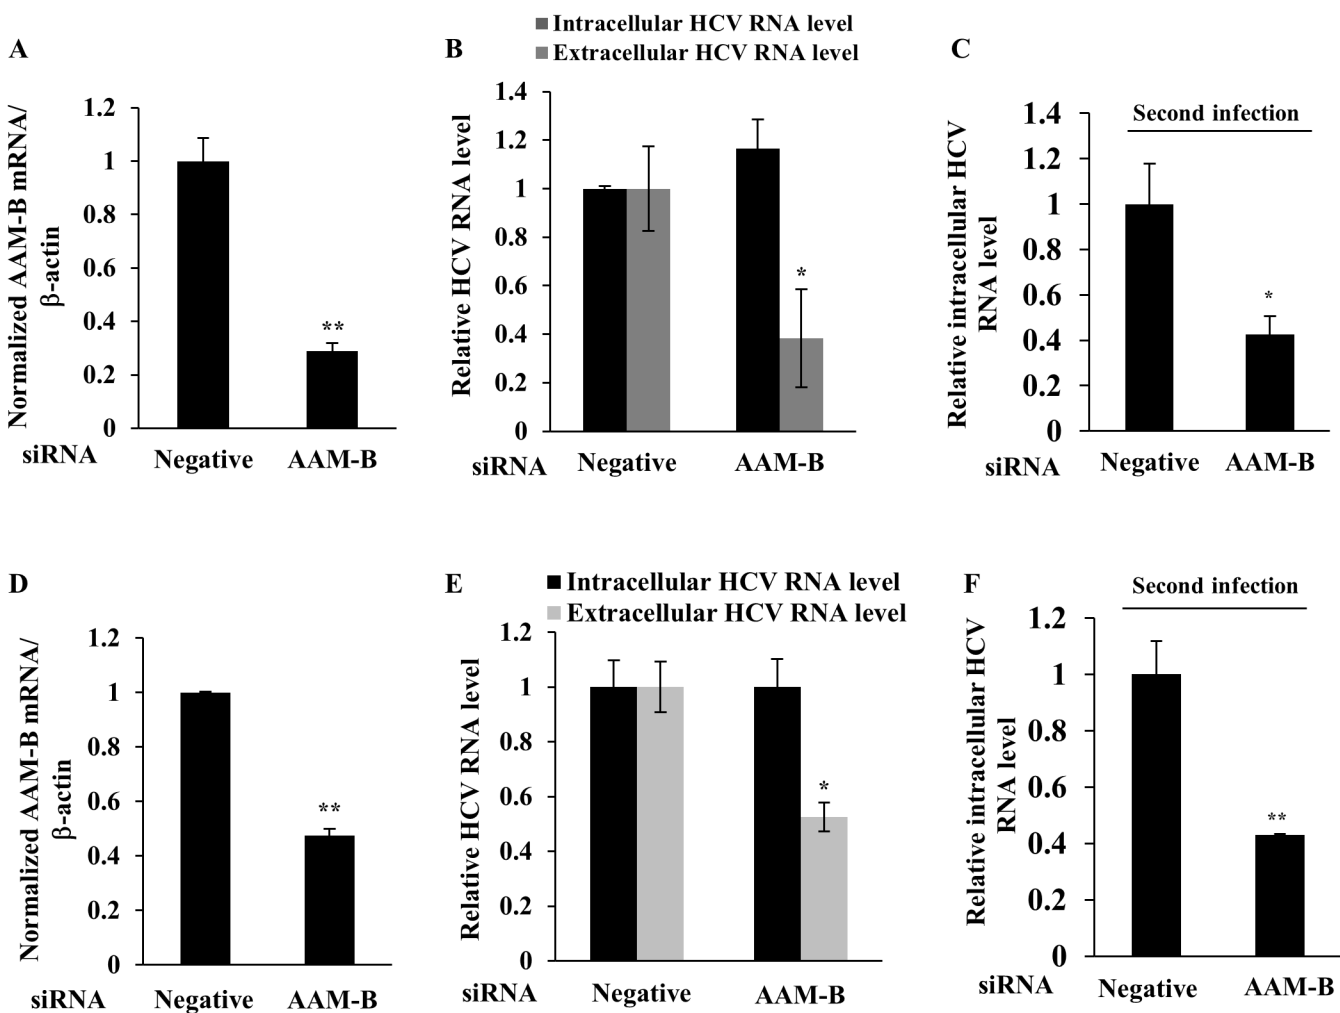 A
Normalized AAM-B mRNA/
β-actin
1.2
1
0.8
0.6
0.4
0.2
0
**
siRNA
Negative
AAM-B
B
Intracellular HCV RNA level
Extracellular HCV RNA level
Relative HCV RNA level
1.4
1.2
1
0.8
0.6
0.4
0.2
0
*
siRNA
Negative
AAM-B
C
Second infection
Relative intracellular HCV
RNA level
1.4
1.2
1
0.8
0.6
0.4
0.2
0
*
siRNA
Negative
AAM-B
D
Normalized AAM-B mRNA/
β-actin
1.2
1
0.8
0.6
0.4
0.2
0
**
siRNA
Negative
AAM-B
E
Intracellular HCV RNA level
Extracellular HCV RNA level
Relative HCV RNA level
1.2
1
0.8
0.6
0.4
0.2
0
*
siRNA
Negative
AAM-B
F
Second infection
Relative intracellular HCV
RNA level
1.2
1
0.8
0.6
0.4
0.2
0
**
siRNA
Negative
AAM-B